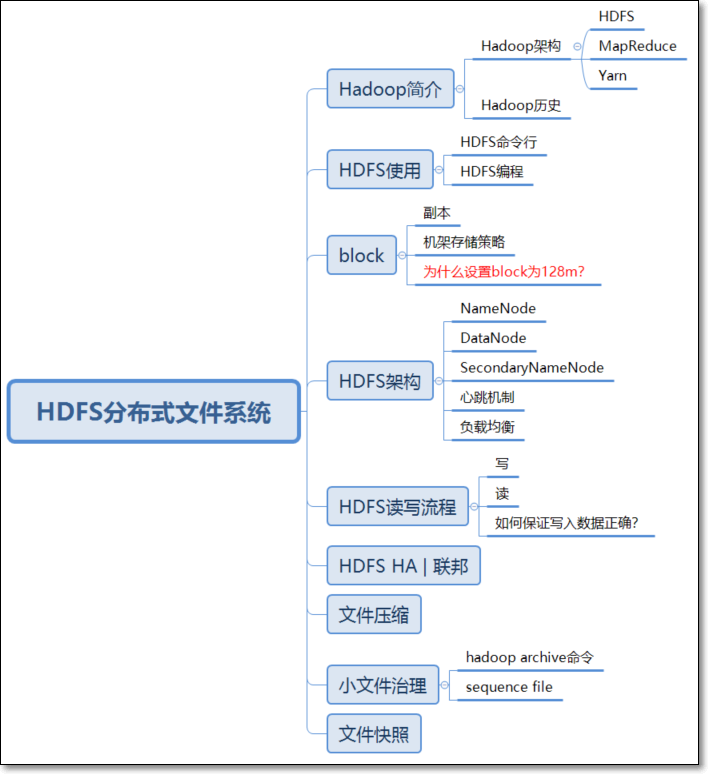 HDFS分布式文件系统
Hadoop简介
Hadoop架构
HDFS
MapReduce
Yarn
Hadoop历史
HDFS使用
HDFS命令行
HDFS编程
block
副本
机架存储策略
为什么设置block为128m?
HDFS架构
NameNode
DataNode
SecondaryNameNode
心跳机制
负载均衡
HDFS读写流程
写
读
如何保证写入数据正确?
HDFS HA | 联邦
文件压缩
小文件治理
hadoop archive命令
sequence file
文件快照